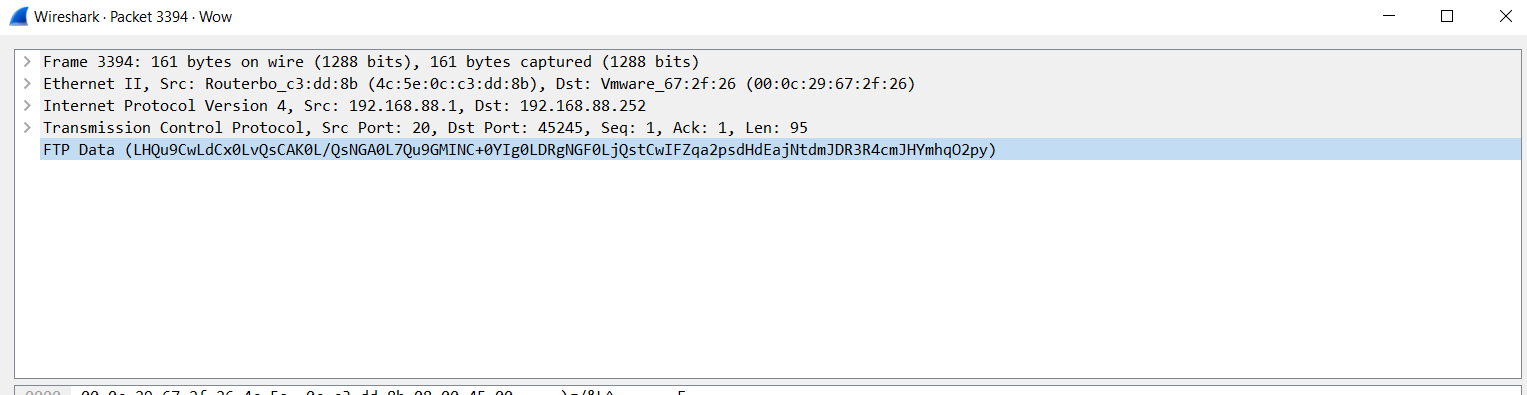 Wireshark · Packet 3394 · Wow
Frame 3394: 161 bytes on wire (1288 bits), 161 bytes captured (1288 bits)
Ethernet II, Src: Routerbo_c3:dd:8b (4c:5e:0c:c3:dd:8b), Dst: Vmware_67:2f:26 (00:0c:29:67:2f:26)
Internet Protocol Version 4, Src: 192.168.88.1, Dst: 192.168.88.252
Transmission Control Protocol, Src Port: 20, Dst Port: 45245, Seq: 1, Ack: 1, Len: 95
FTP Data (LHQu9CwLdCx0LvQsCAK0L/QsNGA0L7Qu9GMINC+0YIg0LDRgNGF0LjQstCwIFZqa2psdHdEajNtdmJDR3R4cmJHYmhqO2py)